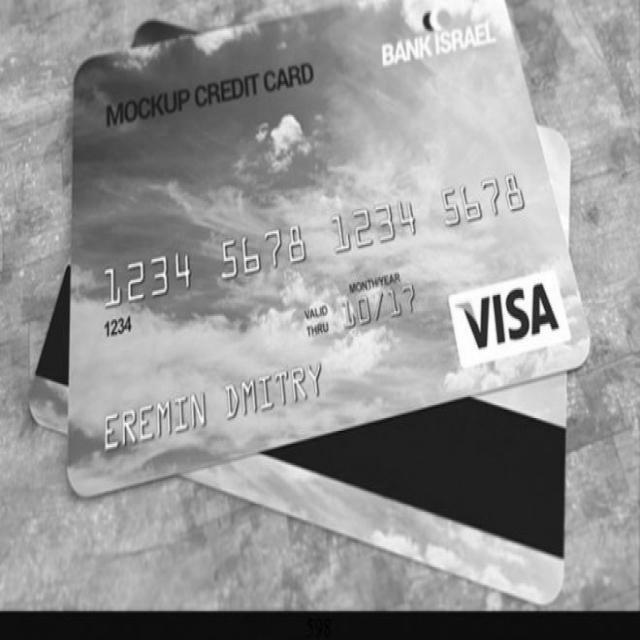 BANK ISRAEL
MOCKUP CREDIT CARD
1234 5678 1234 5678
1234
MONTH/YEAR
VALID
THRU
10/17
VISA
EREMIN DMITRY
598